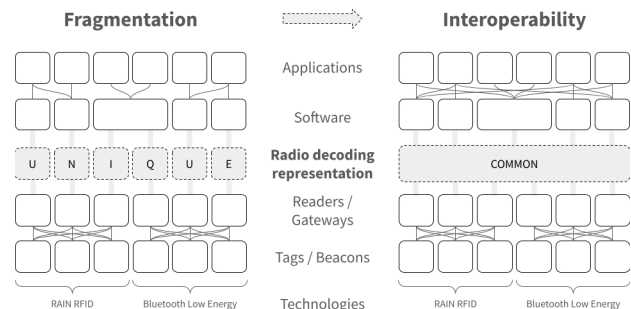 Fragmentation
Interoperability
Applications
Software
U N I Q U E
Radio decoding
representation
COMMON
Readers /
Gateways
Tags / Beacons
RAIN RFID
Bluetooth Low Energy
Technologies
RAIN RFID
Bluetooth Low Energy